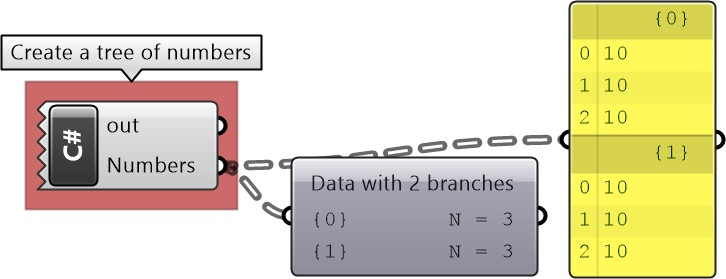 Create a tree of numbers
C#
out
Numbers
Data with 2 branches
{0} N = 3
{1} N = 3
{0}
0 10
1 10
2 10
{1}
0 10
1 10
2 10